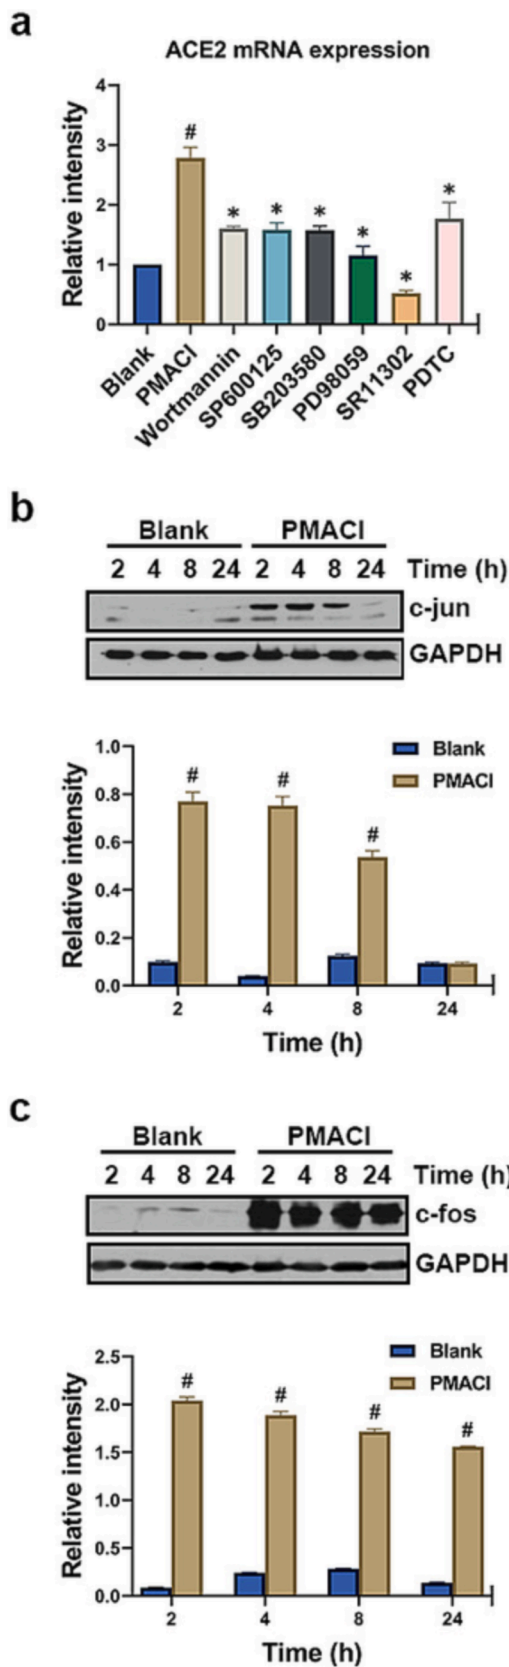 a
ACE2 mRNA expression
Relative intensity
4
3
2
1
0
#
*
*
*
*
*
*
Blank
PMACI
Wortmannin
SP600125
SB203580
PD98059
SR11302
PDTC
b
Blank PMACI
2 4 8 24 2 4 8 24 Time (h)
c-jun
GAPDH
Relative intensity
1.0
0.8
0.6
0.4
0.2
0.0
Blank
PMACI
#
#
#
2 4 8 24
Time (h)
c
Blank PMACI
2 4 8 24 2 4 8 24 Time (h)
c-fos
GAPDH
Relative intensity
2.5
2.0
1.5
1.0
0.5
0.0
Blank
PMACI
#
#
#
#
2 4 8 24
Time (h)